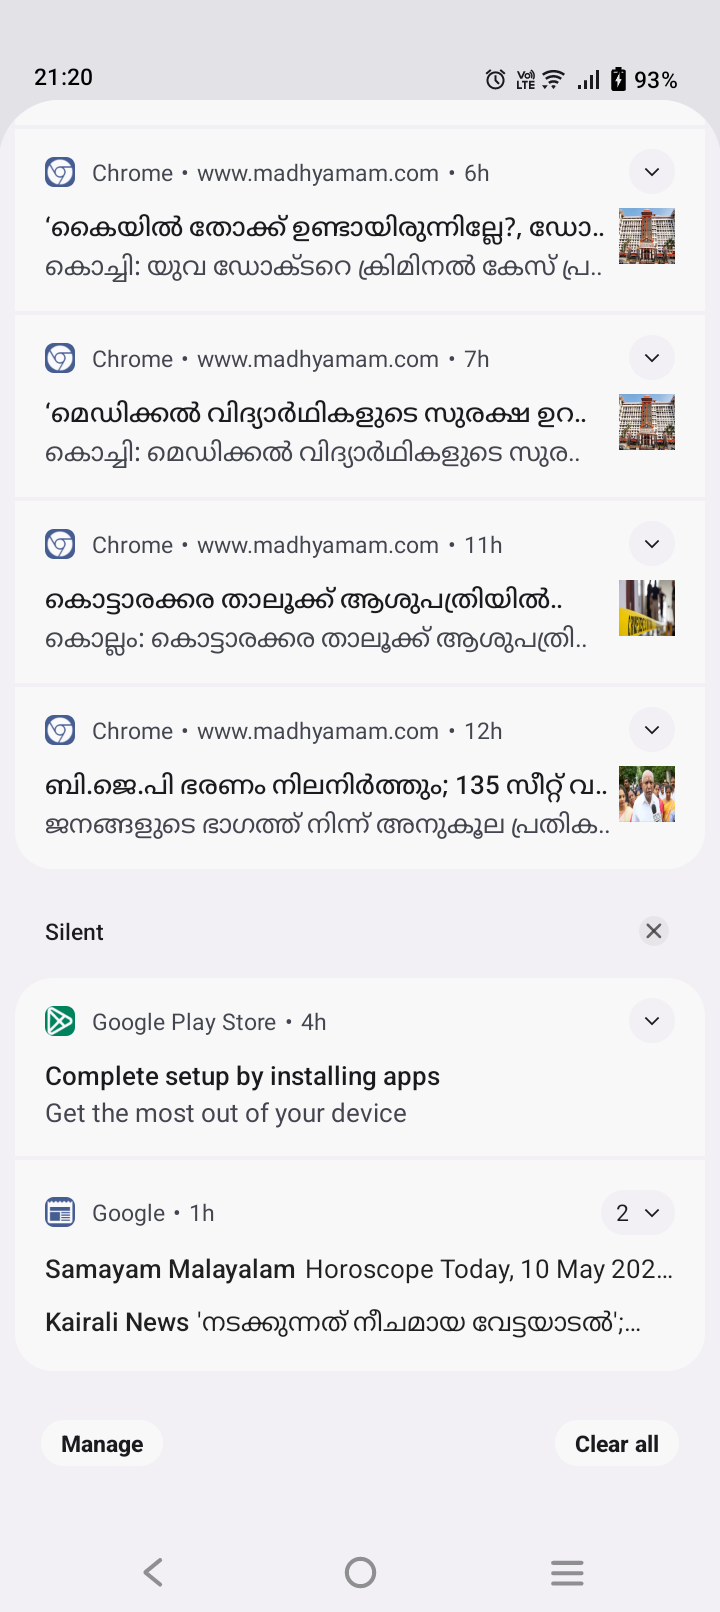 21:20
Vo) LTE 93%
Chrome • www.madhyamam.com • 6h
‘കൈയിൽ തോക്ക് ഉണ്ടായിരുന്നില്ലേ?, ഡോ..
കൊച്ചി: യുവ ഡോക്ടറെ ക്രിമിനൽ കേസ് പ്ര..
Chrome • www.madhyamam.com • 7h
‘മെഡിക്കൽ വിദ്യാർഥികളുടെ സുരക്ഷ ഉറ..
കൊച്ചി: മെഡിക്കൽ വിദ്യാർഥികളുടെ സുര..
Chrome • www.madhyamam.com • 11h
കൊട്ടാരക്കര താലൂക്ക് ആശുപത്രിയിൽ..
കൊല്ലം: കൊട്ടാരക്കര താലൂക്ക് ആശുപത്രി..
Chrome • www.madhyamam.com • 12h
ബി.ജെ.പി ഭരണം നിലനിർത്തും; 135 സീറ്റ് വ..
ജനങ്ങളുടെ ഭാഗത്ത് നിന്ന് അനുകൂല പ്രതിക..
Silent
Google Play Store • 4h
Complete setup by installing apps
Get the most out of your device
Google • 1h 2
Samayam Malayalam Horoscope Today, 10 May 202...
Kairali News 'നടക്കുന്നത് നീചമായ വേട്ടയാടൽ';...
Manage Clear all